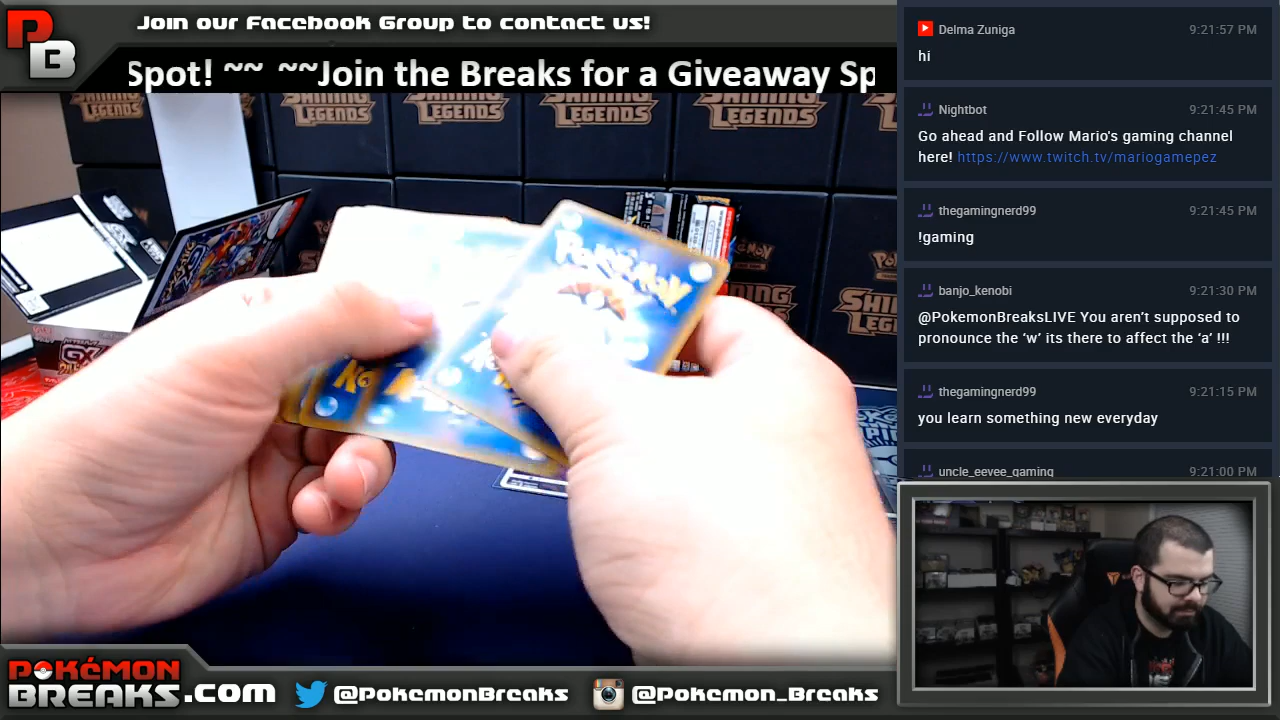 PB
Join our Facebook Group to contact us!
Spot! ~~ ~~Join the Breaks for a Giveaway Sp
SHINING LEGENDS
SHINING LEGENDS
SHINING LEGENDS
SHINING LEGENDS
POKéMON
GX
Delma Zuniga 9:21:57 PM
hi
Nightbot 9:21:45 PM
Go ahead and Follow Mario's gaming channel
here! https://www.twitch.tv/mariogamepez
thegamingnerd99 9:21:45 PM
!gaming
banjo_kenobi 9:21:30 PM
@PokemonBreaksLIVE You aren’t supposed to
pronounce the ‘w’ its there to affect the ‘a’ !!!
thegamingnerd99 9:21:15 PM
you learn something new everyday
uncle_eevee_gaming 9:21:00 PM
POKéMON
BREAKS.com @PokemonBreaks @Pokemon_Breaks